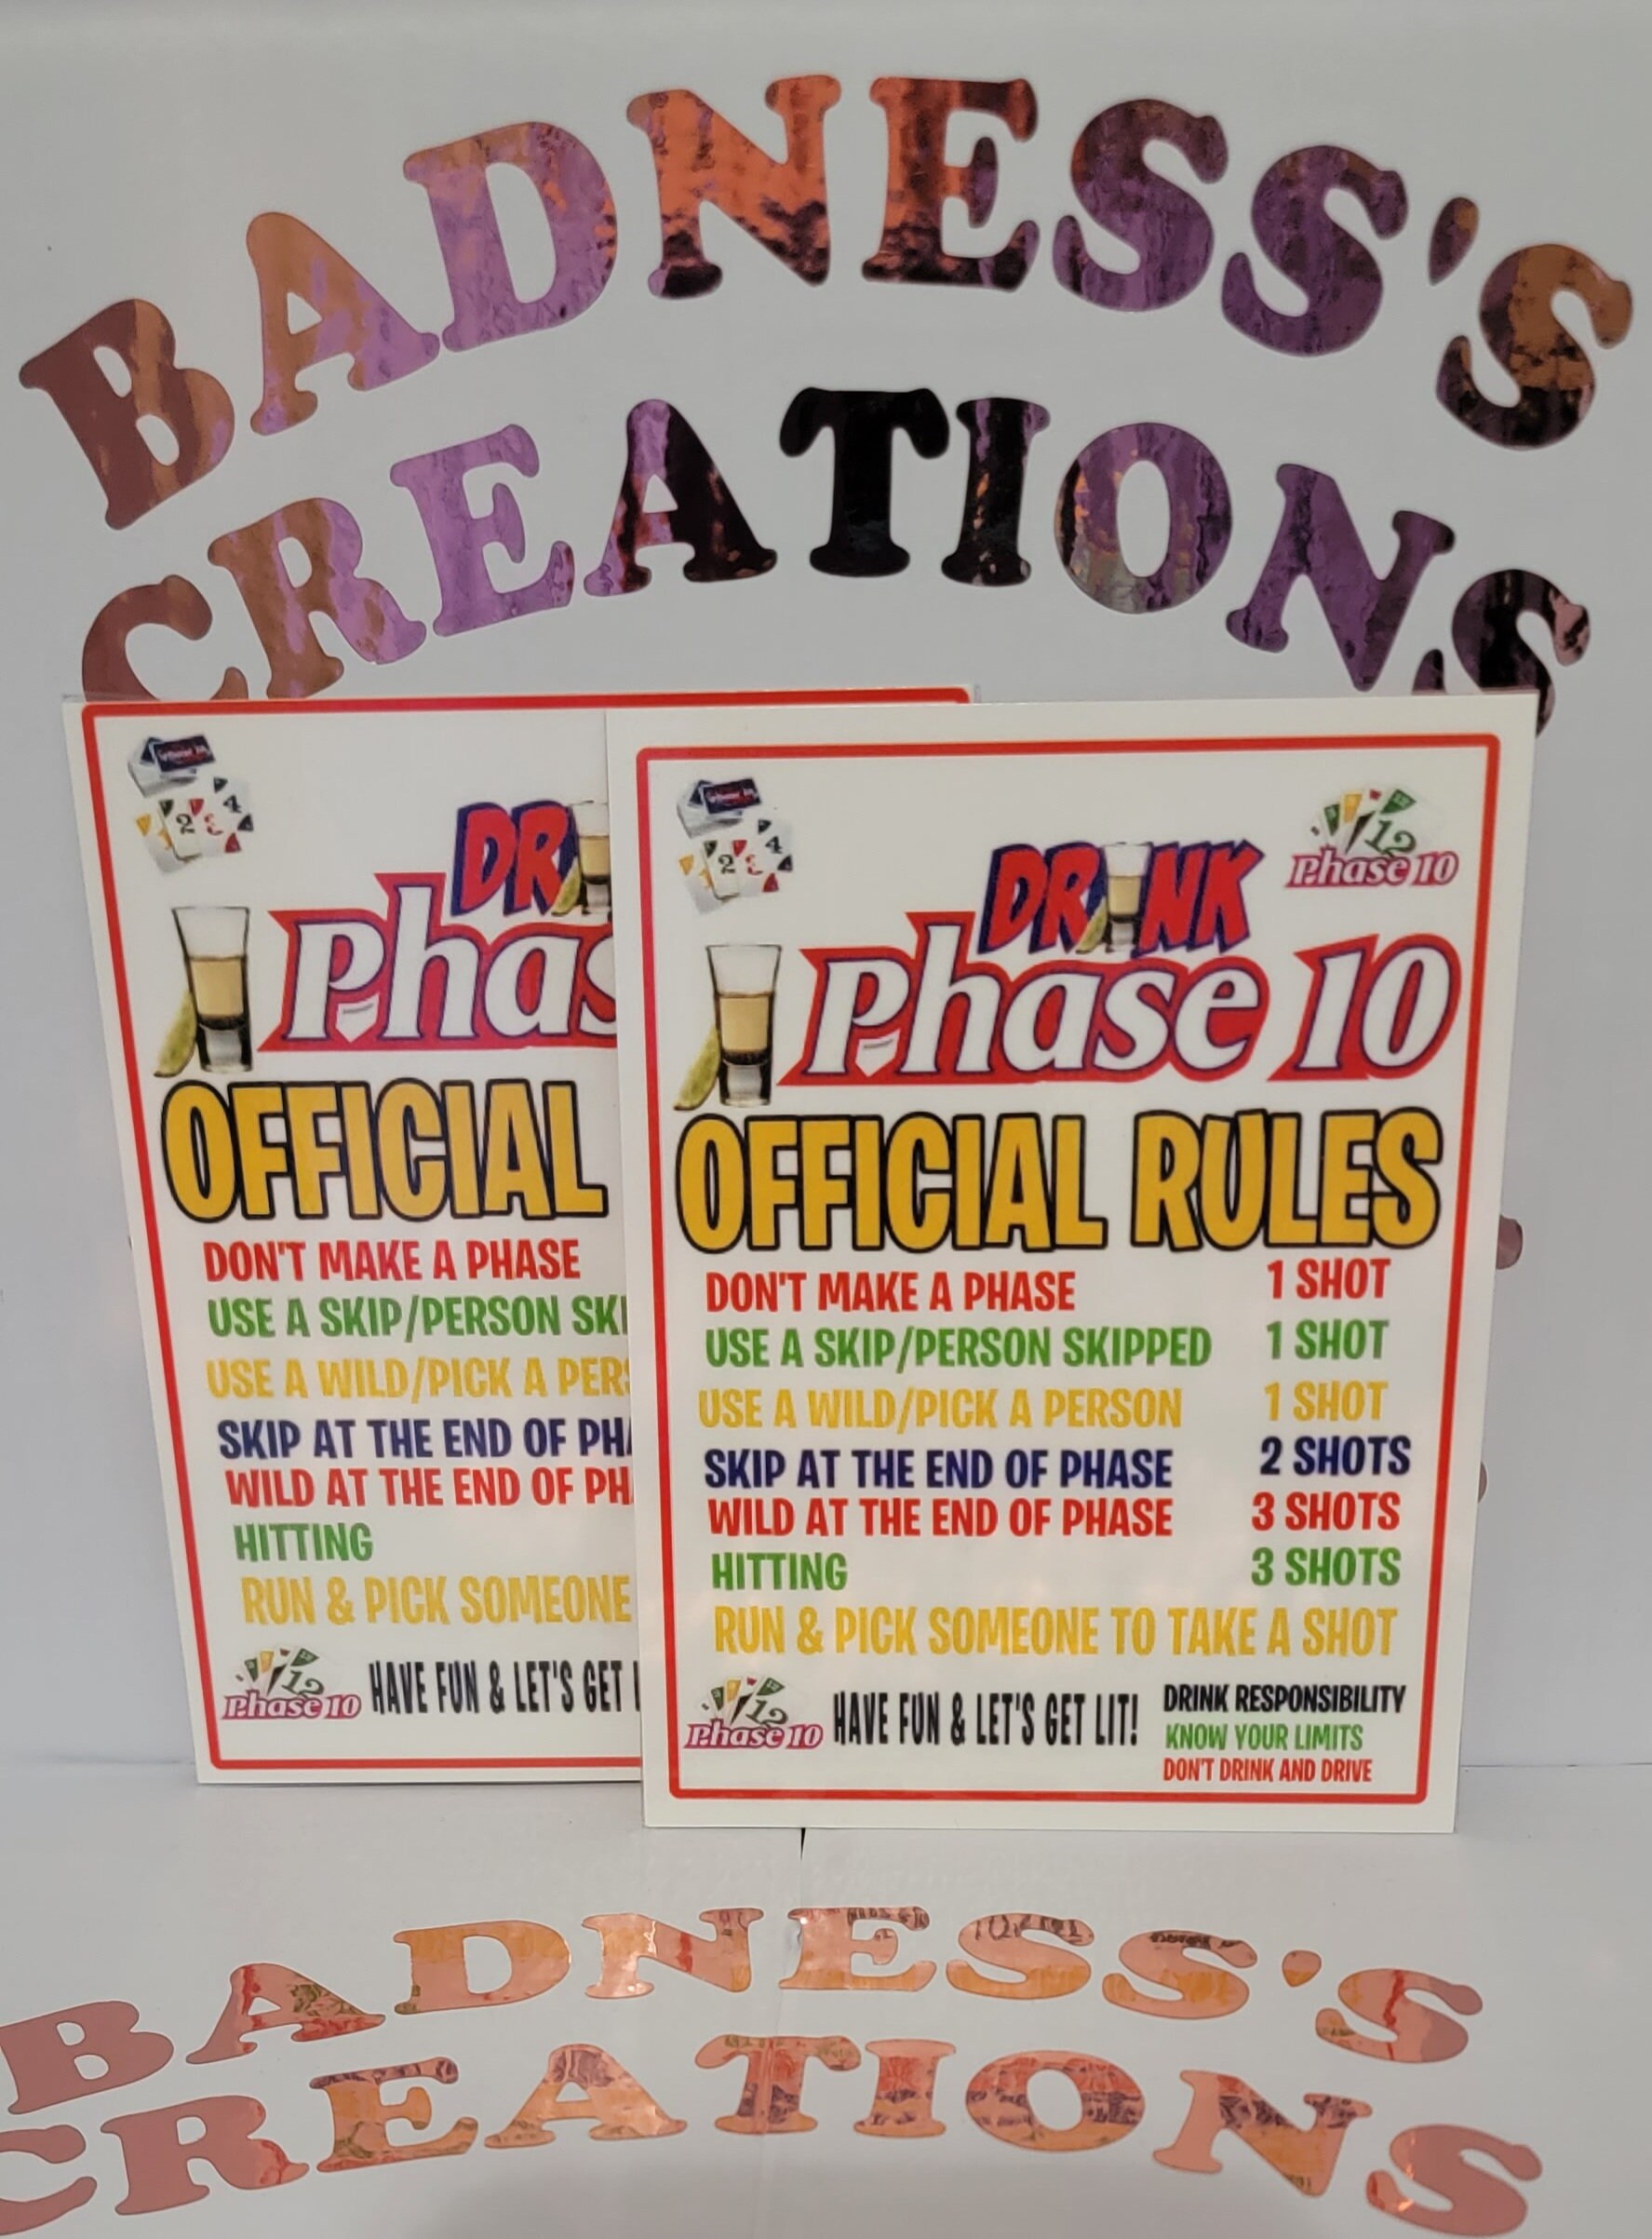 BADNESS'S
CREATIONS
DR
Phas
OFFICIAL
DON'T MAKE A PHASE
USE A SKIP/PERSON SKI
USE A WILD/PICK A PERS
SKIP AT THE END OF PHA
WILD AT THE END OF PH
HITTING
RUN & PICK SOMEONE
Phase 10 HAVE FUN & LET'S GET L
Phase 10
DRINK
Phase 10
OFFICIAL RULES
DON'T MAKE A PHASE 1 SHOT
USE A SKIP/PERSON SKIPPED 1 SHOT
USE A WILD/PICK A PERSON 1 SHOT
SKIP AT THE END OF PHASE 2 SHOTS
WILD AT THE END OF PHASE 3 SHOTS
HITTING 3 SHOTS
RUN & PICK SOMEONE TO TAKE A SHOT
Phase 10 HAVE FUN & LET'S GET LIT!
DRINK RESPONSIBILITY
KNOW YOUR LIMITS
DON'T DRINK AND DRIVE
BADNESS'S
CREATIONS